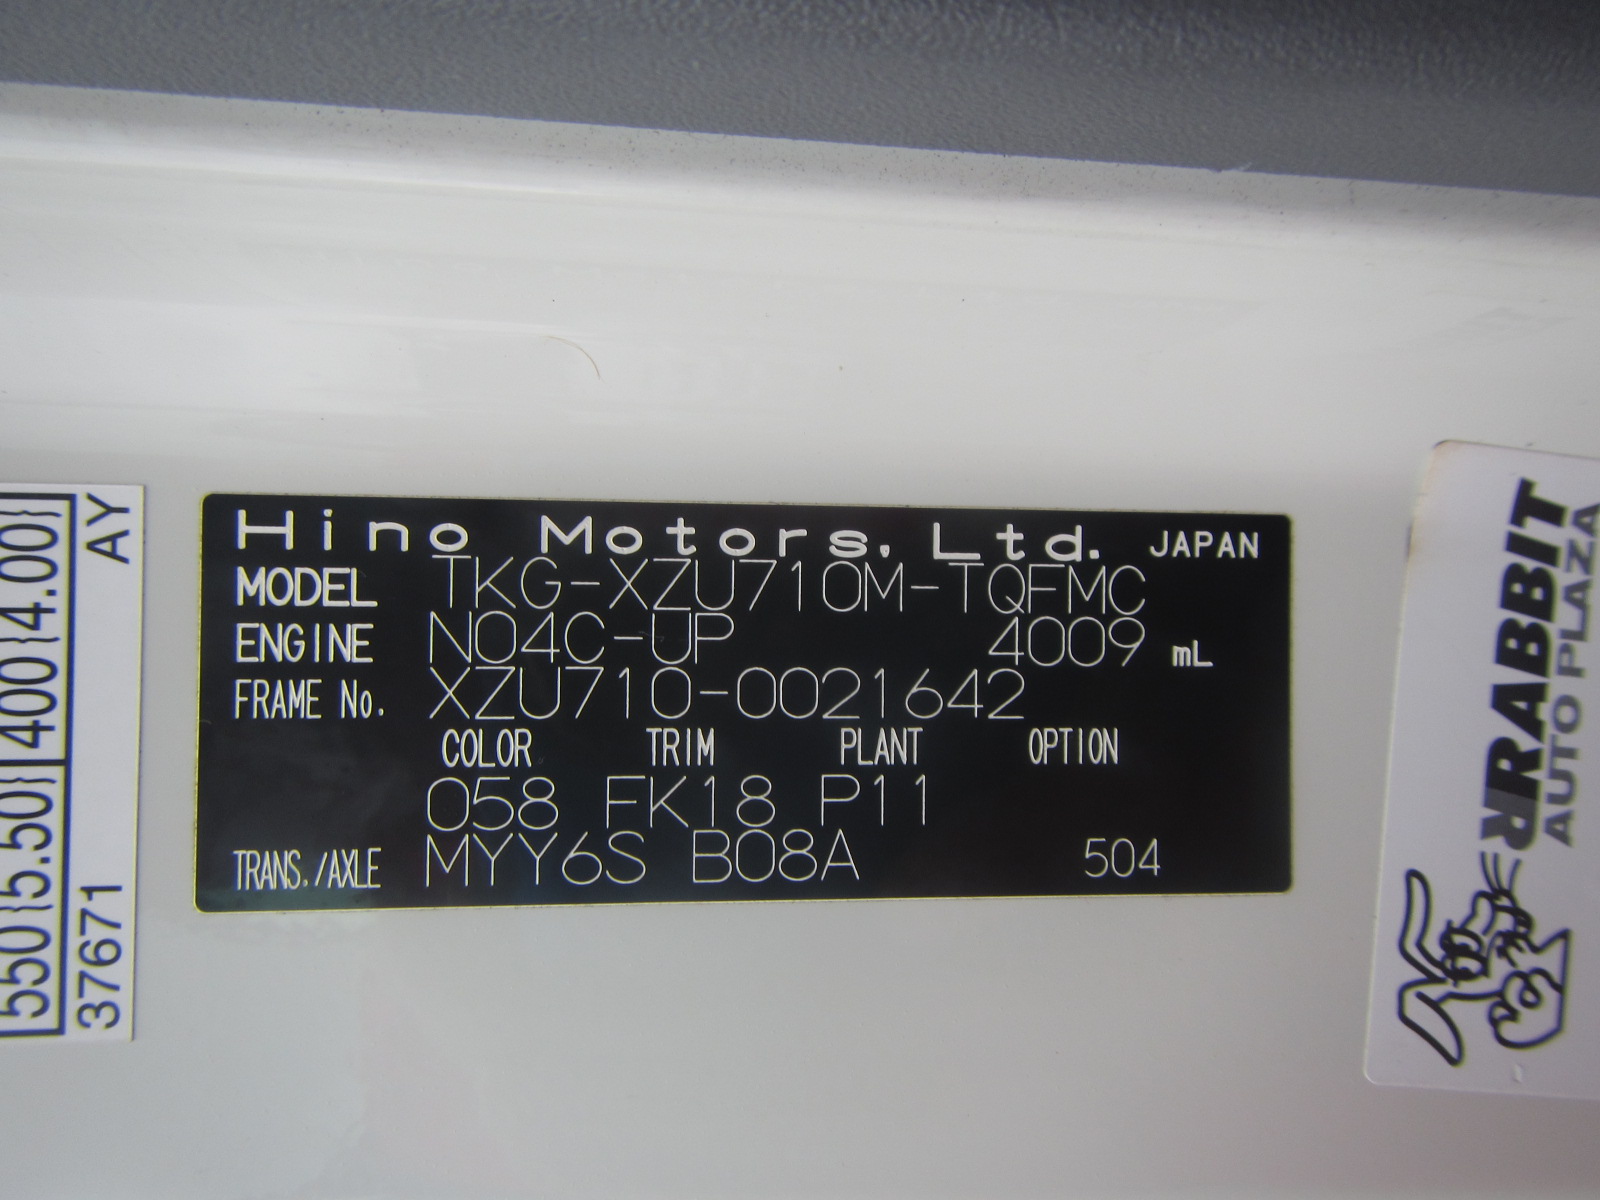 Hino Motors, Ltd. JAPAN
MODEL TKG-XZU710M-TQFMC
ENGINE N04C-UP 4009 mL
FRAME No. XZU710-0021642
COLOR TRIM PLANT OPTION
058 FK18 P11
TRANS./AXLE MYY6S B08A 504
550 5.50 400 4.00
37671 AY
RABBIT
AUTO PLAZA